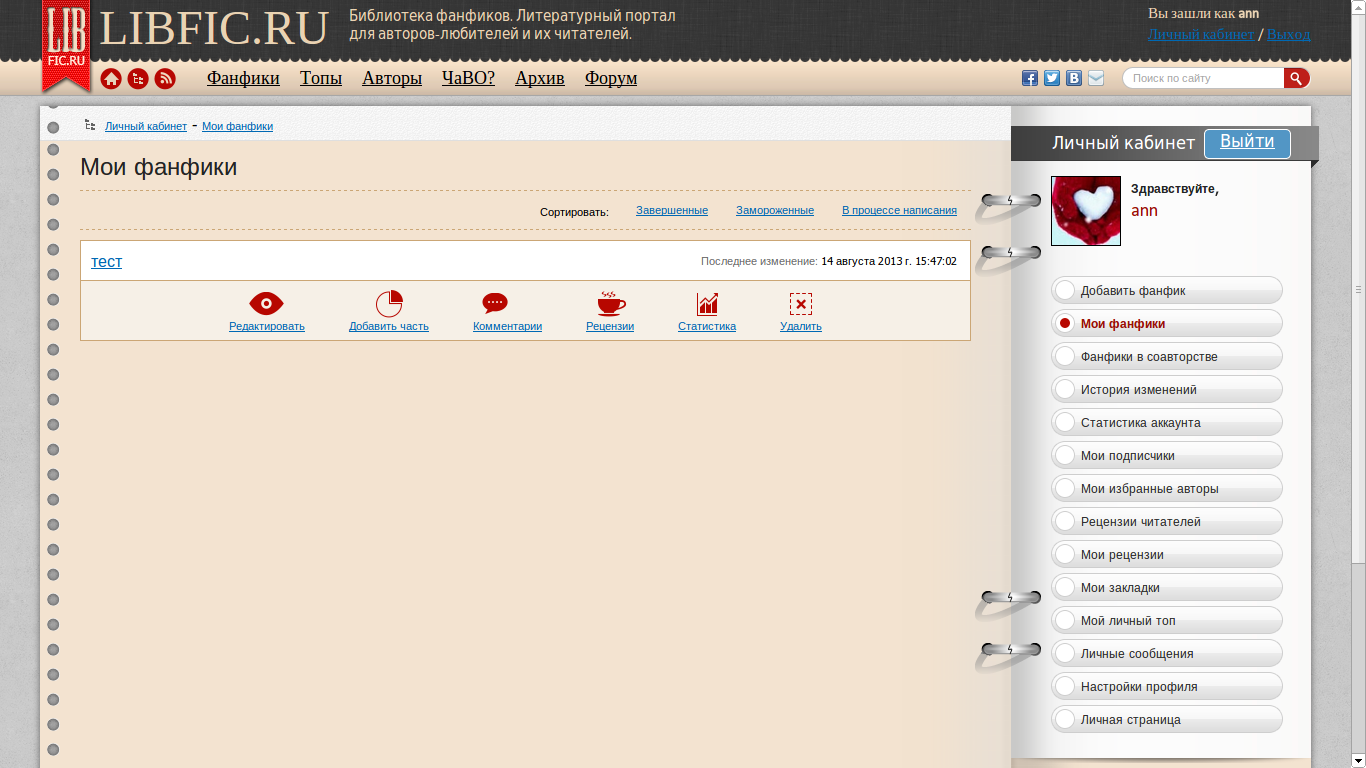 LIB
FIC.RU
LIBFIC.RU
Библиотека фанфиков. Литературный портал
для авторов-любителей и их читателей.
Вы зашли как ann
Личный кабинет / Выход
Фанфики Топы Авторы ЧаВО? Архив Форум
Поиск по сайту
Личный кабинет - Мои фанфики
Мои фанфики
Сортировать: Завершенные Замороженные В процессе написания
тест
Последнее изменение: 14 августа 2013 г. 15:47:02
Редактировать Добавить часть Комментарии Рецензии Статистика Удалить
Личный кабинет Выйти
Здравствуйте,
ann
Добавить фанфик
Мои фанфики
Фанфики в соавторстве
История изменений
Статистика аккаунта
Мои подписчики
Мои избранные авторы
Рецензии читателей
Мои рецензии
Мои закладки
Мой личный топ
Личные сообщения
Настройки профиля
Личная страница